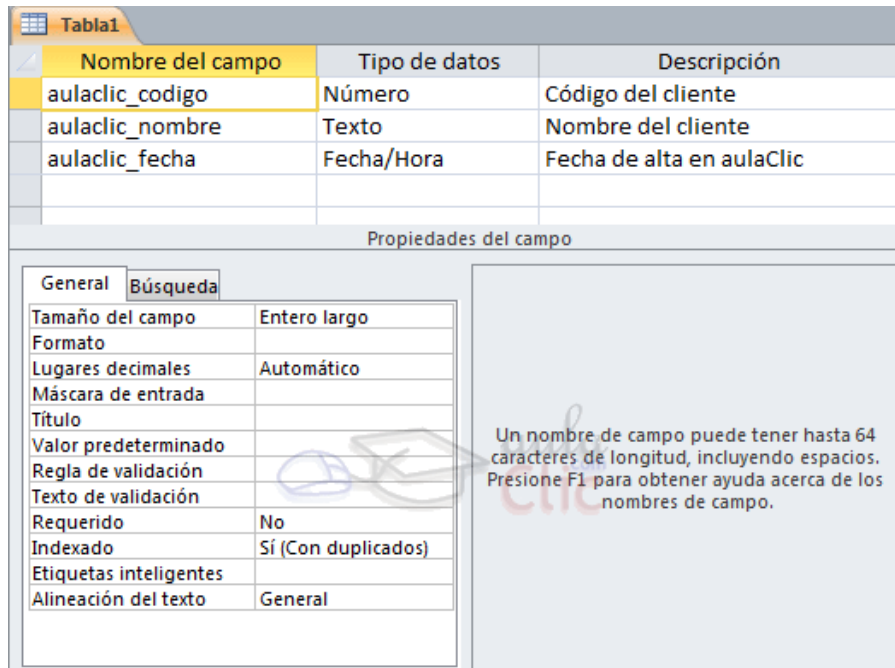 Tabla1
Nombre del campo Tipo de datos Descripción
aulaclic_codigo Número Código del cliente
aulaclic_nombre Texto Nombre del cliente
aulaclic_fecha Fecha/Hora Fecha de alta en aulaClic
Propiedades del campo
General Búsqueda
Tamaño del campo Entero largo
Formato
Lugares decimales Automático
Máscara de entrada
Título
Valor predeterminado
Regla de validación
Texto de validación
Requerido No
Indexado Sí (Con duplicados)
Etiquetas inteligentes
Alineación del texto General
Un nombre de campo puede tener hasta 64
caracteres de longitud, incluyendo espacios.
Presione F1 para obtener ayuda acerca de los
nombres de campo.
aula
.com
Clic